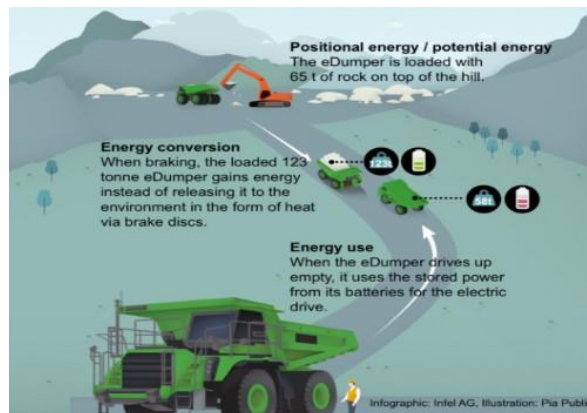 Positional energy / potential energy
The eDumper is loaded with
65 t of rock on top of the hill.
Energy conversion
When braking, the loaded 123
tonne eDumper gains energy
instead of releasing it to the
environment in the form of heat
via brake discs.
123t
58t
Energy use
When the eDumper drives up
empty, it uses the stored power
from its batteries for the electric
drive.
Infographic: Infel AG, Illustration: Pia Publi